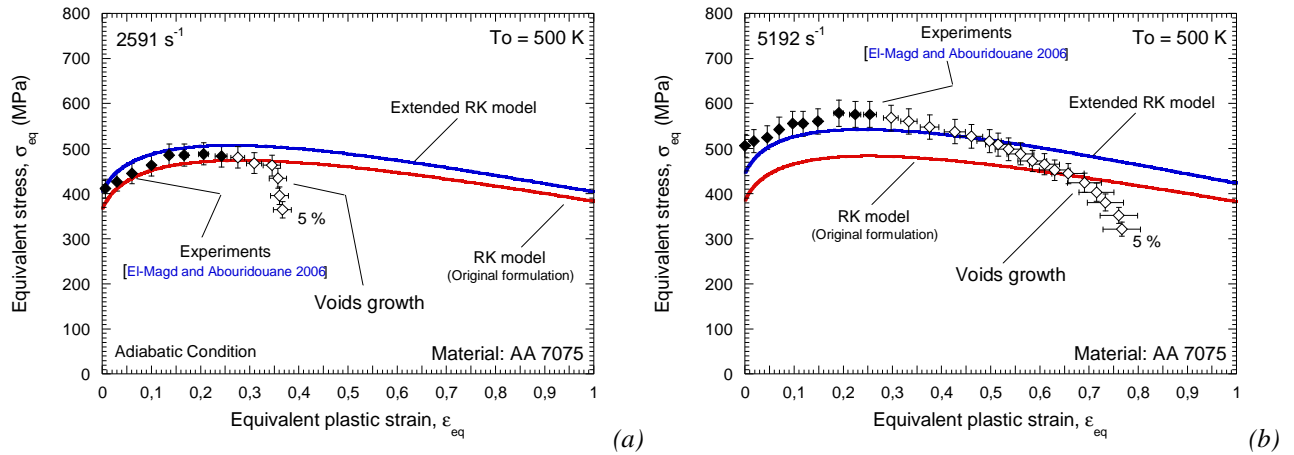 800
700
600
500
400
300
200
100
0
Equivalent stress, σeq (MPa)
2591 s-1
To = 500 K
Extended RK model
5 %
Experiments
[El-Magd and Abouridouane 2006]
RK model
(Original formulation)
Voids growth
Adiabatic Condition
Material: AA 7075
0 0,1 0,2 0,3 0,4 0,5 0,6 0,7 0,8 0,9 1
Equivalent plastic strain, εeq
(a)
800
700
600
500
400
300
200
100
0
Equivalent stress, σeq (MPa)
5192 s-1
Experiments
To = 500 K
[El-Magd and Abouridouane 2006]
Extended RK model
RK model
(Original formulation)
5 %
Voids growth
Material: AA 7075
0 0,1 0,2 0,3 0,4 0,5 0,6 0,7 0,8 0,9 1
Equivalent plastic strain, εeq
(b)